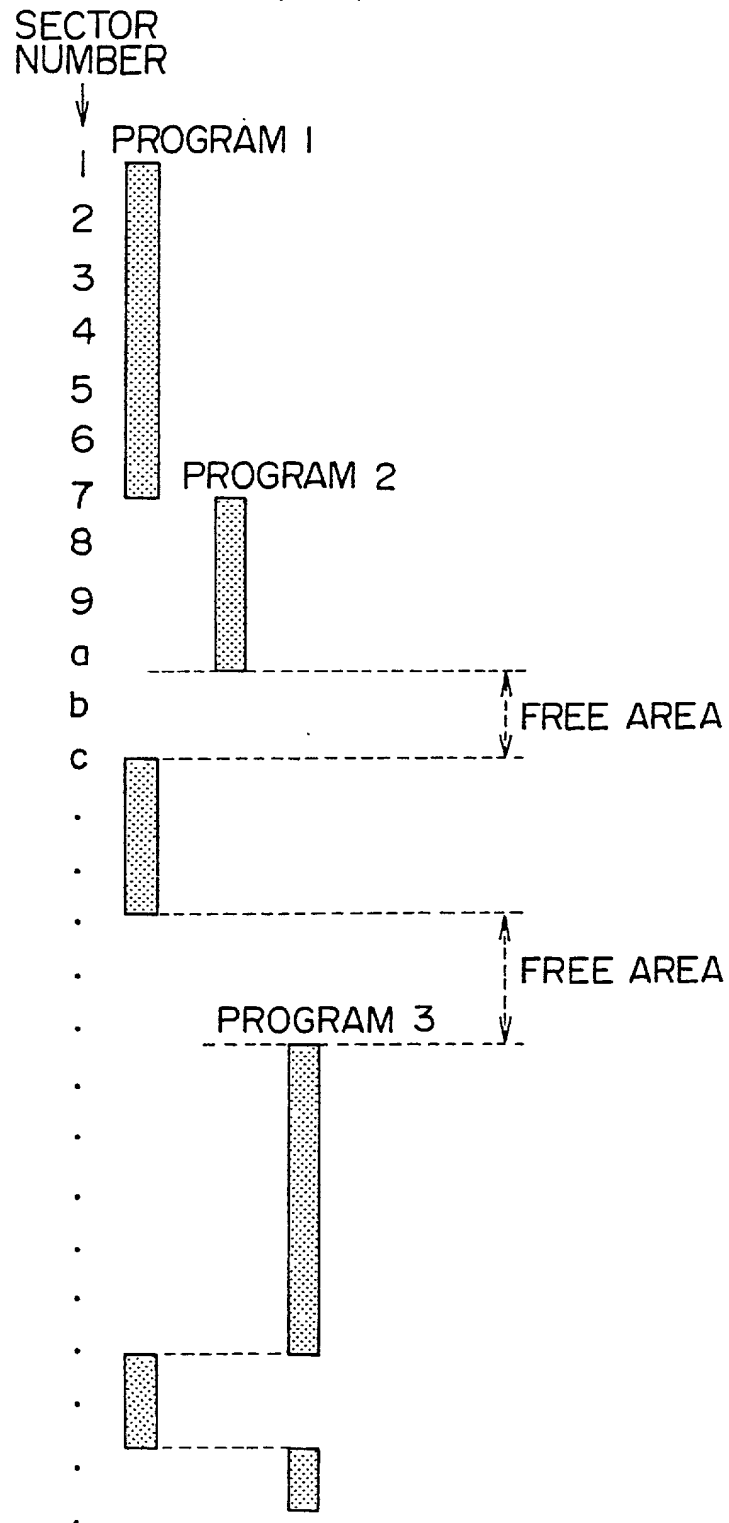 SECTOR
NUMBER
PROGRAM 1
1
2
3
4
5
6
PROGRAM 2
7
8
9
a
b
FREE AREA
c
.
.
.
FREE AREA
.
PROGRAM 3
.
.
.
.
.
.
.
.
.
.